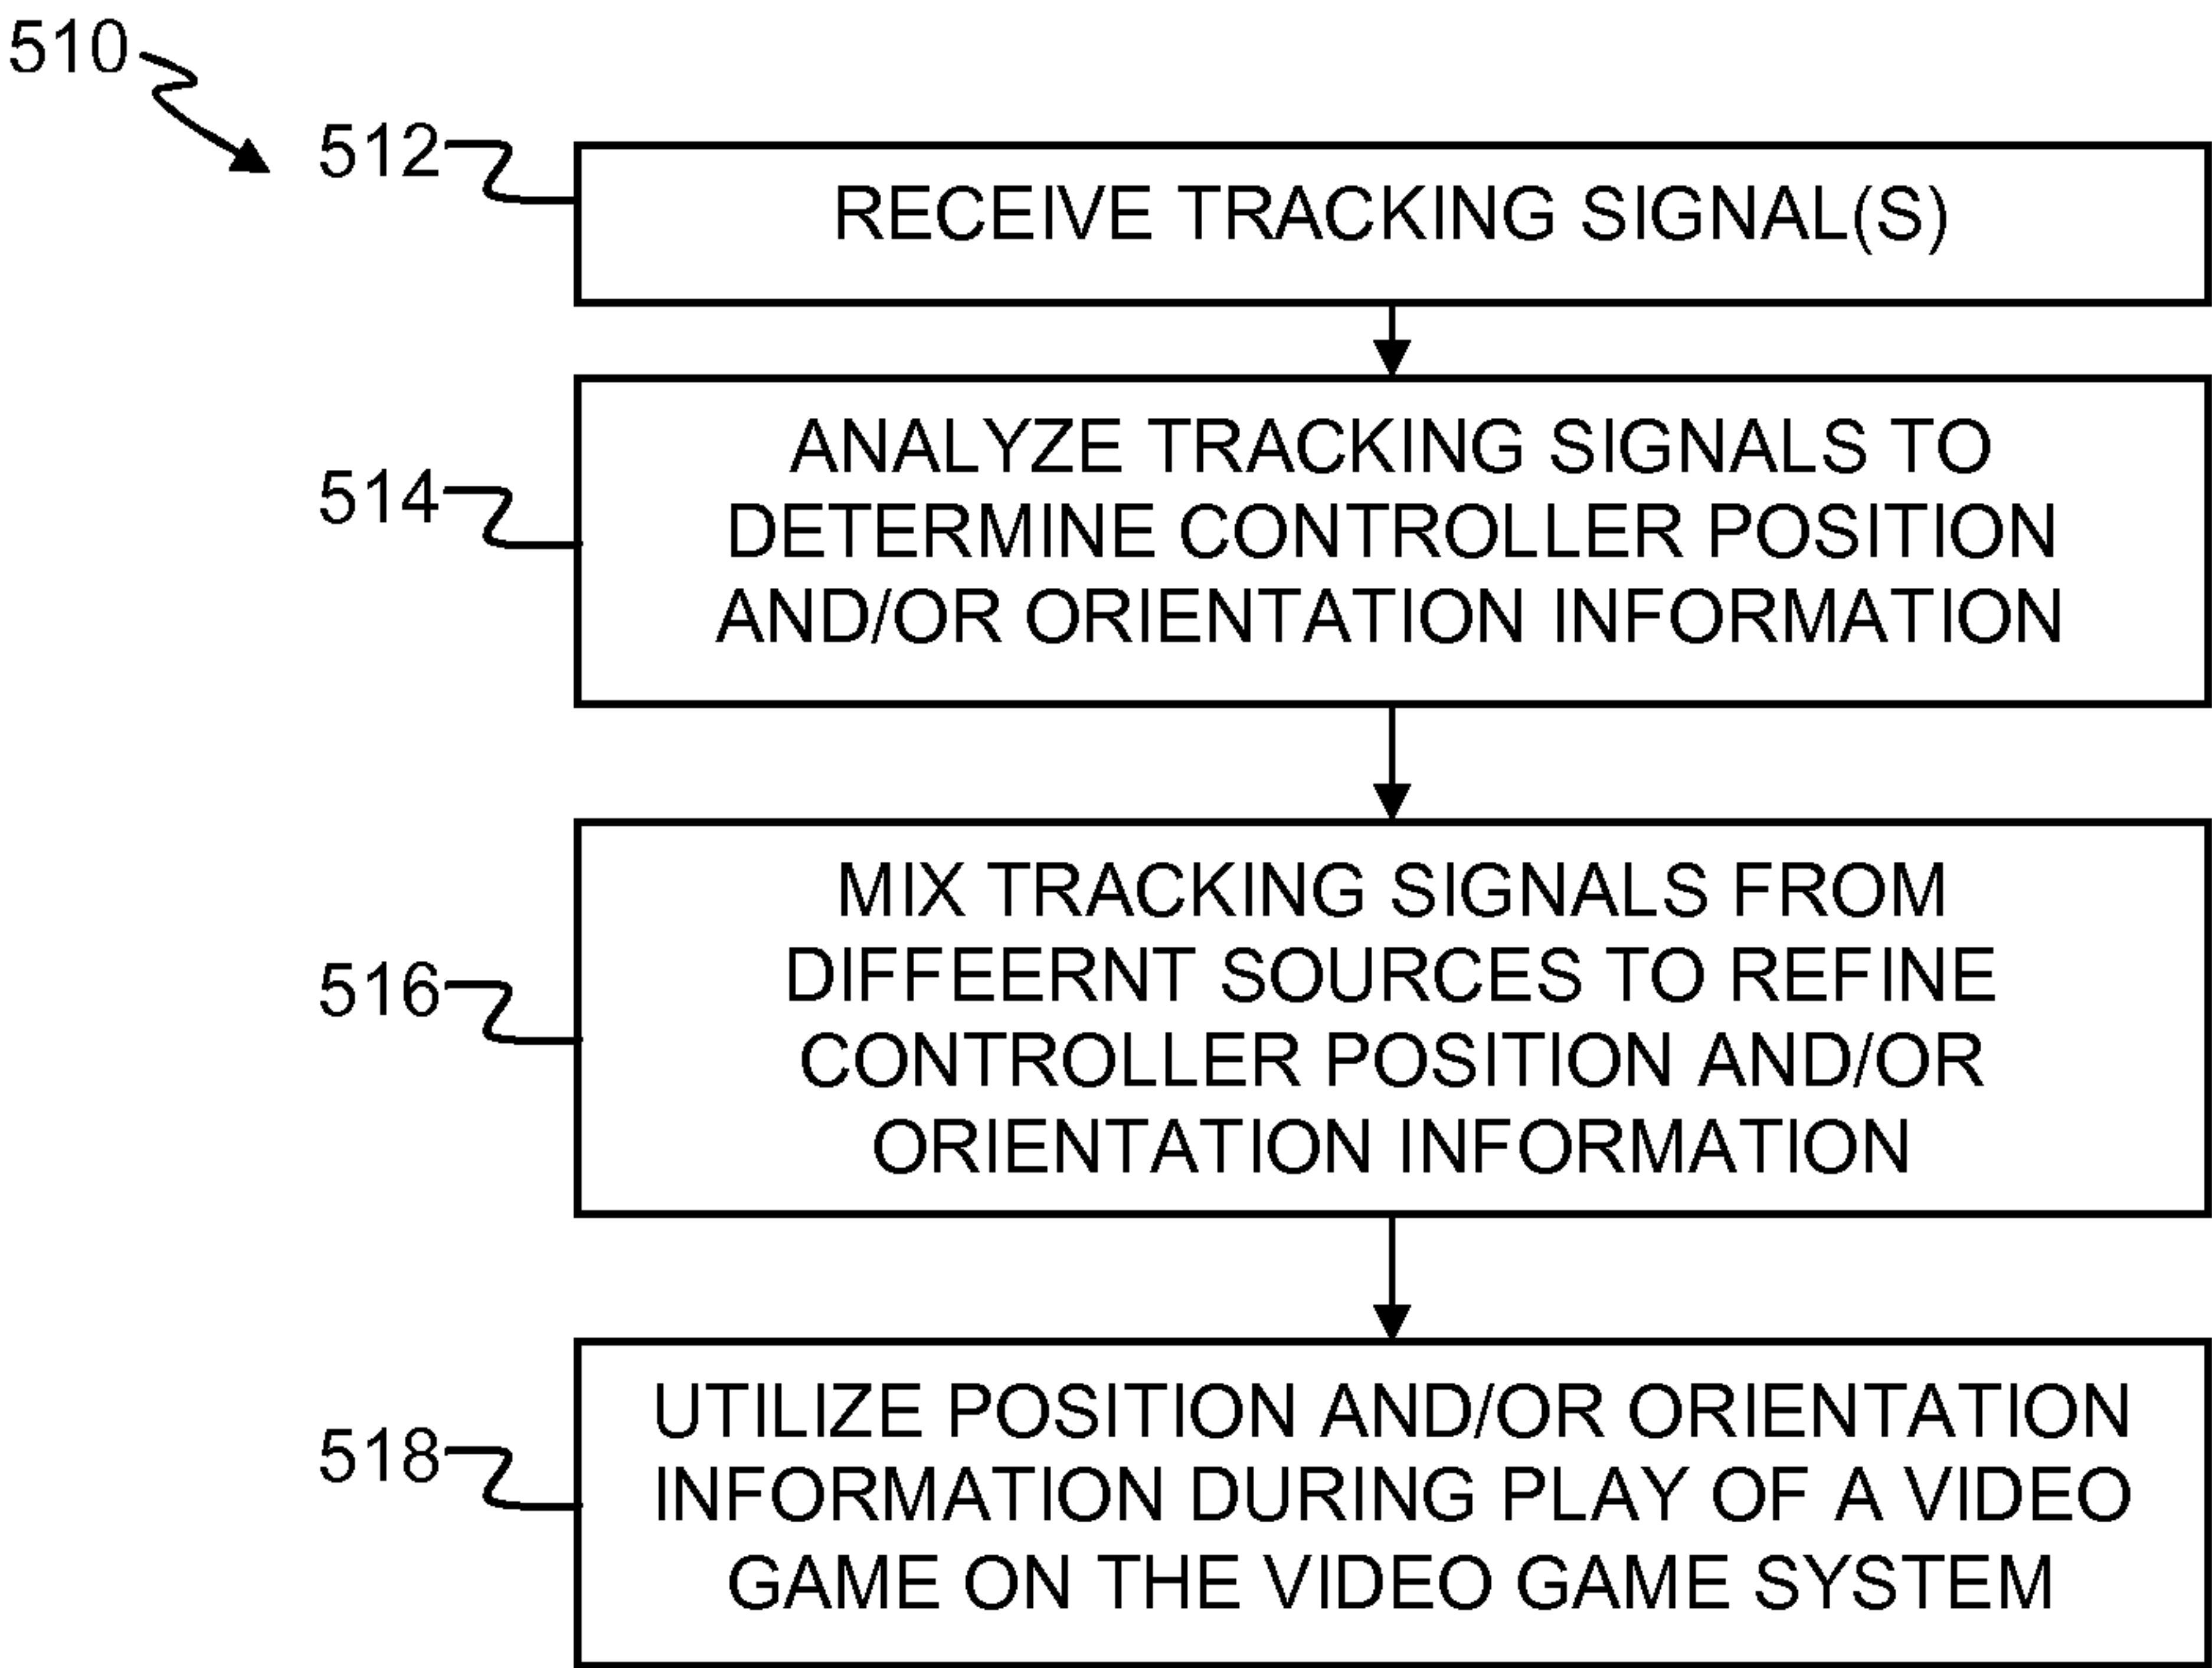 510
512
RECEIVE TRACKING SIGNAL(S)
514
ANALYZE TRACKING SIGNALS TO
DETERMINE CONTROLLER POSITION
AND/OR ORIENTATION INFORMATION
516
MIX TRACKING SIGNALS FROM
DIFFEERNT SOURCES TO REFINE
CONTROLLER POSITION AND/OR
ORIENTATION INFORMATION
518
UTILIZE POSITION AND/OR ORIENTATION
INFORMATION DURING PLAY OF A VIDEO
GAME ON THE VIDEO GAME SYSTEM